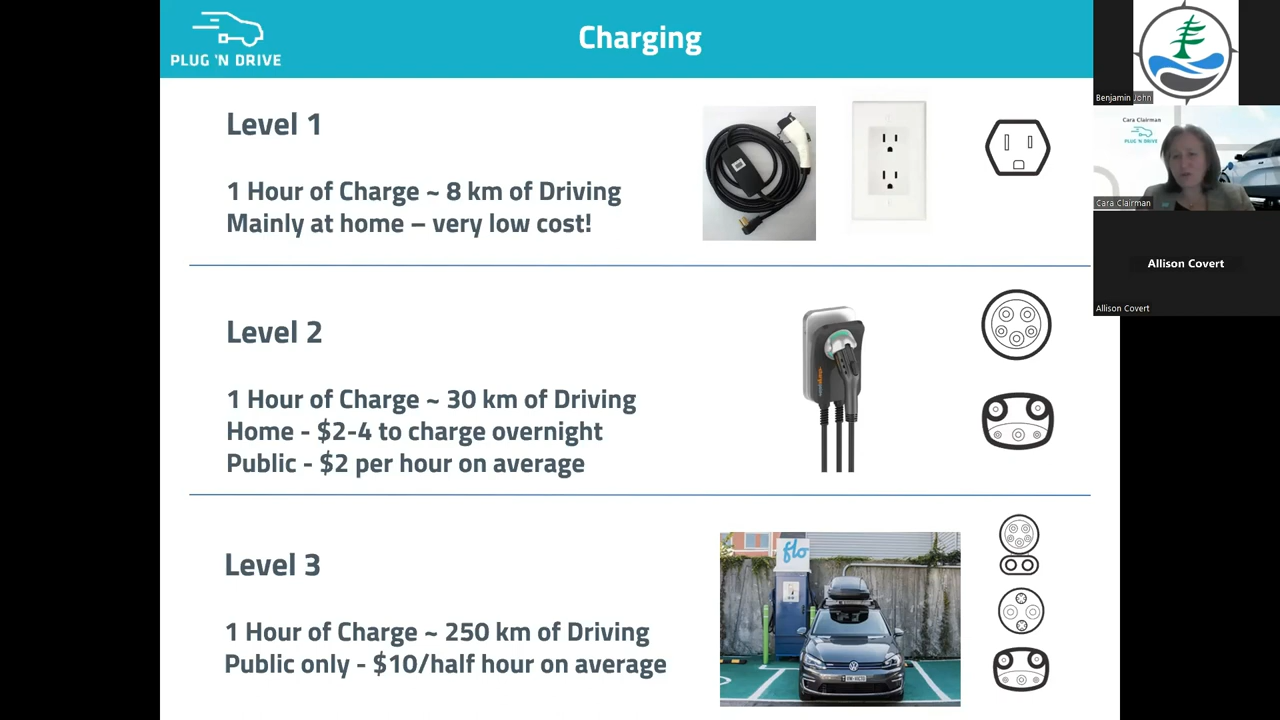 PLUG 'N DRIVE
Charging
Level 1
1 Hour of Charge ~ 8 km of Driving
Mainly at home – very low cost!
Level 2
1 Hour of Charge ~ 30 km of Driving
Home - $2-4 to charge overnight
Public - $2 per hour on average
Level 3
1 Hour of Charge ~ 250 km of Driving
Public only - $10/half hour on average
flo
Benjamin John
Cara Clairman
PLUG 'N DRIVE
Cara Clairman
Allison Covert
Allison Covert